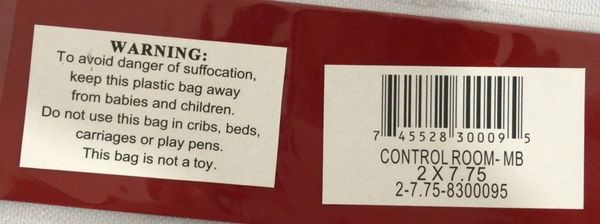 WARNING:
To avoid danger of suffocation,
keep this plastic bag away
from babies and children.
Do not use this bag in cribs, beds,
carriages or play pens.
This bag is not a toy.
7 45528 30009 5
CONTROL ROOM- MB
2 X 7.75
2-7.75-8300095